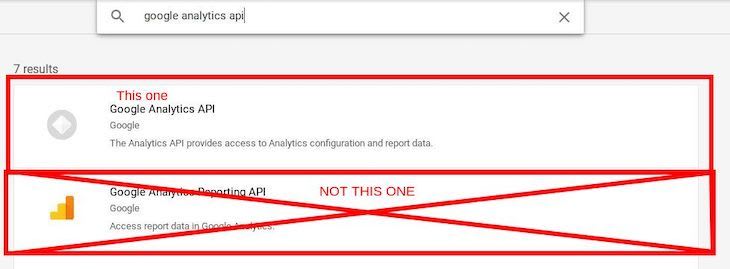 google analytics api
7 results
This one
Google Analytics API
Google
The Analytics API provides access to Analytics configuration and report data.
Google Analytics Reporting API NOT THIS ONE
Google
Access report data in Google Analytics.